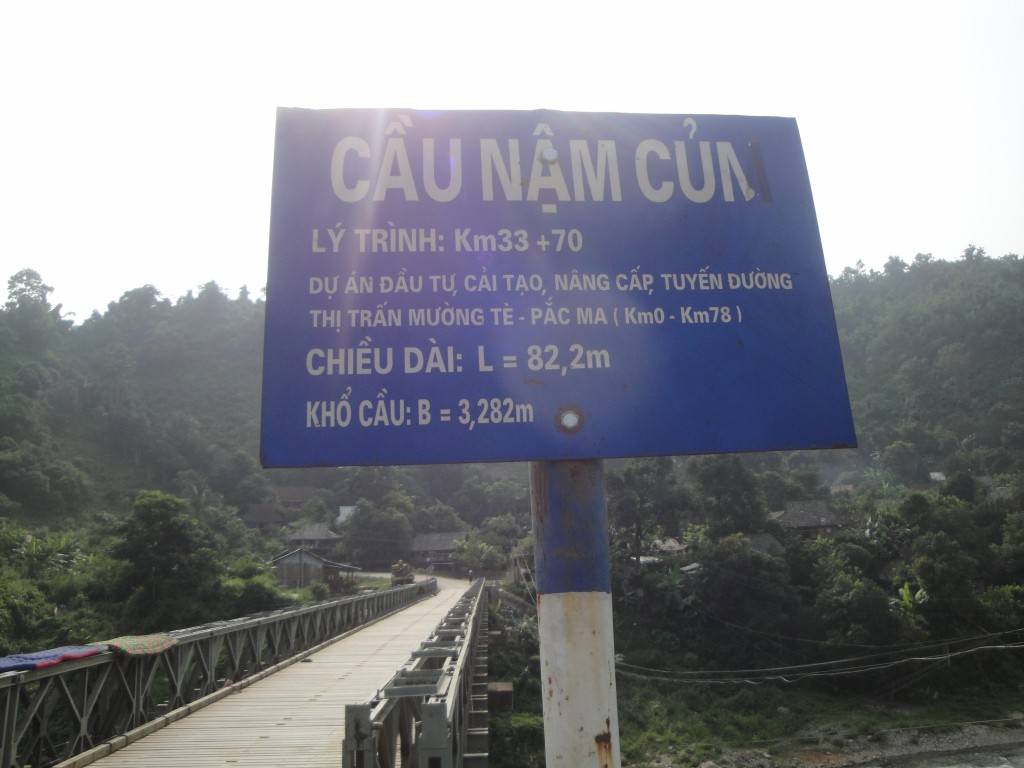 CẦU NẬM CỦM
LÝ TRÌNH: Km33 +70
DỰ ÁN ĐẦU TƯ, CẢI TẠO, NÂNG CẤP, TUYẾN ĐƯỜNG
THỊ TRẤN MƯỜNG TÈ - PẮC MA ( Km0 - Km78 )
CHIỀU DÀI: L = 82,2m
KHỔ CẦU: B = 3,282m